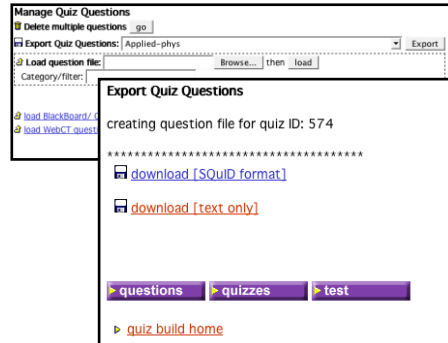 Manage Quiz Questions
Delete multiple questions go
Export Quiz Questions: Applied-phys Export
Load question file: Browse... then load
Category/filter:
load BlackBoard/
load WebCT quest
Export Quiz Questions
creating question file for quiz ID: 574
**************************************
download [SQuID format]
download [text only]
questions quizzes test
quiz build home